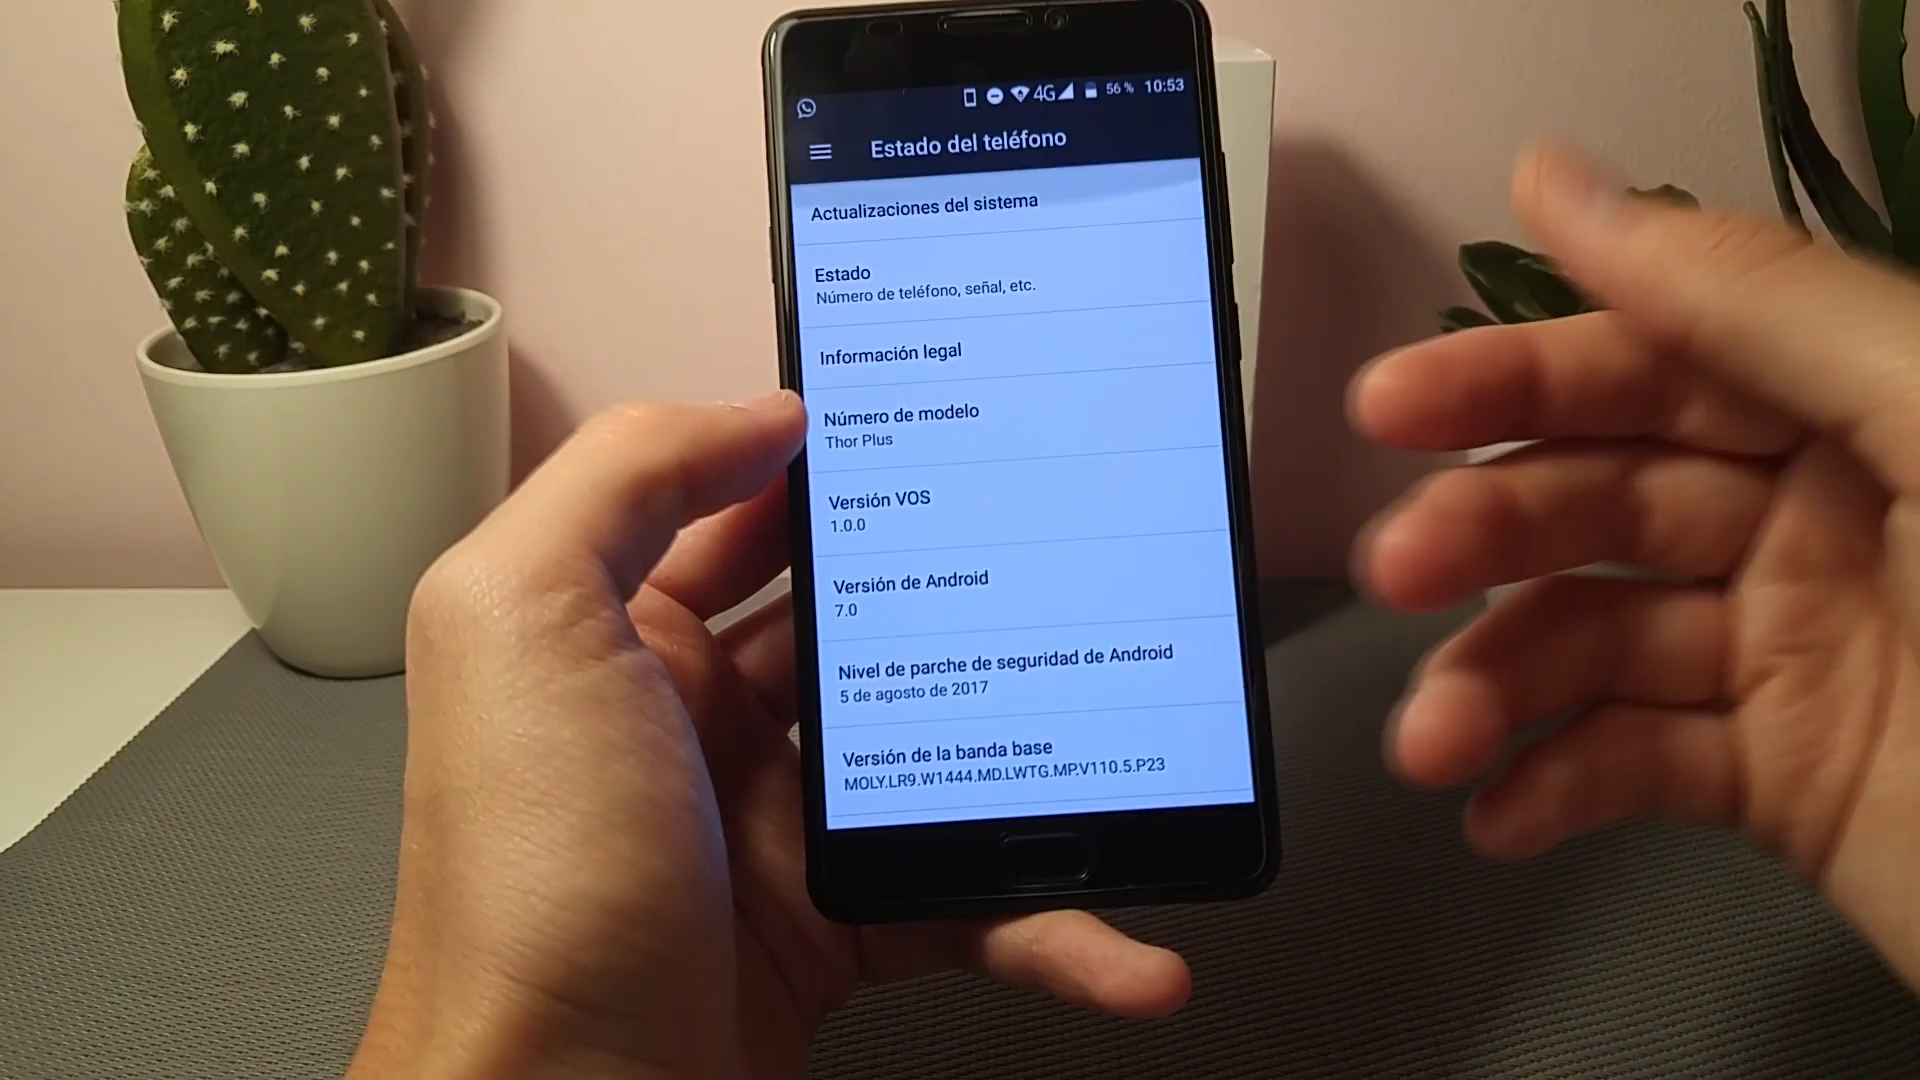 4G 56 % 10:53
Estado del teléfono
Actualizaciones del sistema
Estado
Número de teléfono, señal, etc.
Información legal
Número de modelo
Thor Plus
Versión VOS
1.0.0
Versión de Android
7.0
Nivel de parche de seguridad de Android
5 de agosto de 2017
Versión de la banda base
MOLY.LR9.W1444.MD.LWTG.MP.V110.5.P23